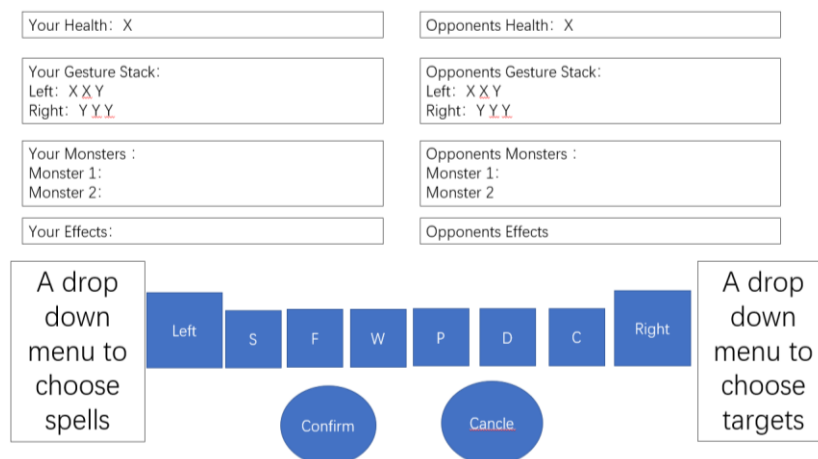 Your Health: X
Opponents Health: X
Your Gesture Stack:
Left: X X Y
Right: Y Y Y
Opponents Gesture Stack:
Left: X X Y
Right: Y Y Y
Your Monsters :
Monster 1:
Monster 2:
Opponents Monsters :
Monster 1:
Monster 2
Your Effects:
Opponents Effects
A drop
down
menu to
choose
spells
Left
S
F
W
P
D
C
Right
A drop
down
menu to
choose
targets
Confirm
Cancle